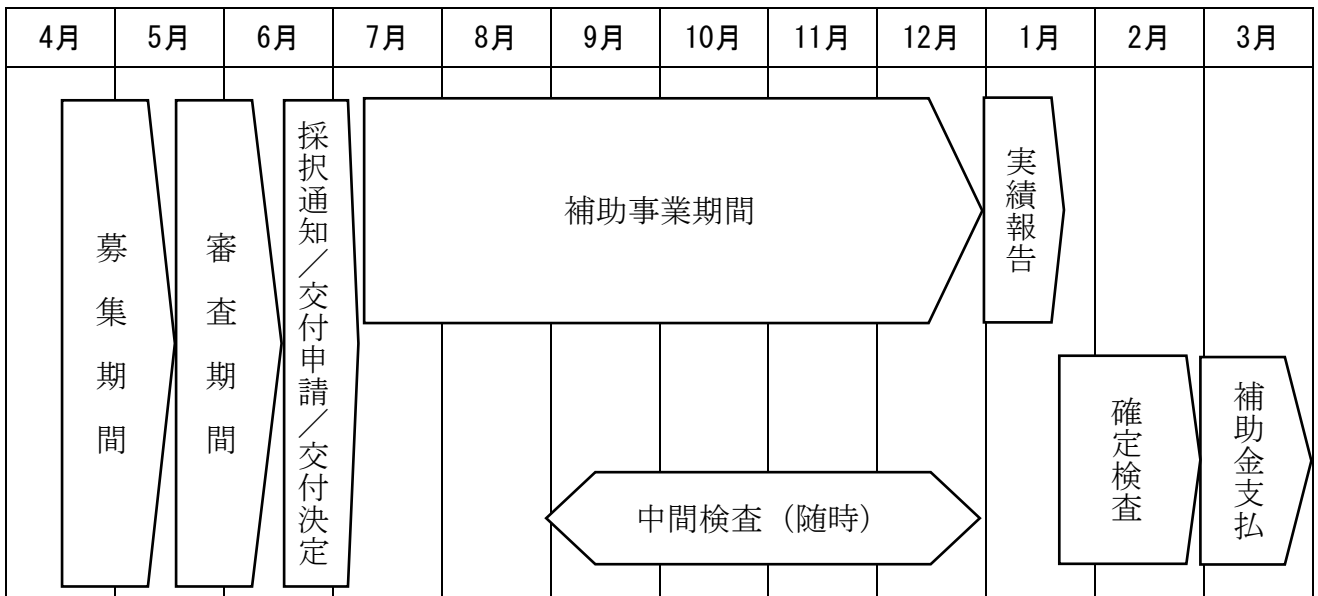 4月 5月 6月 7月 8月 9月 10月 11月 12月 1月 2月 3月
募集期間
審査期間
採択通知／交付申請／交付決定
補助事業期間
実績報告
中間検査（随時）
確定検査
補助金支払